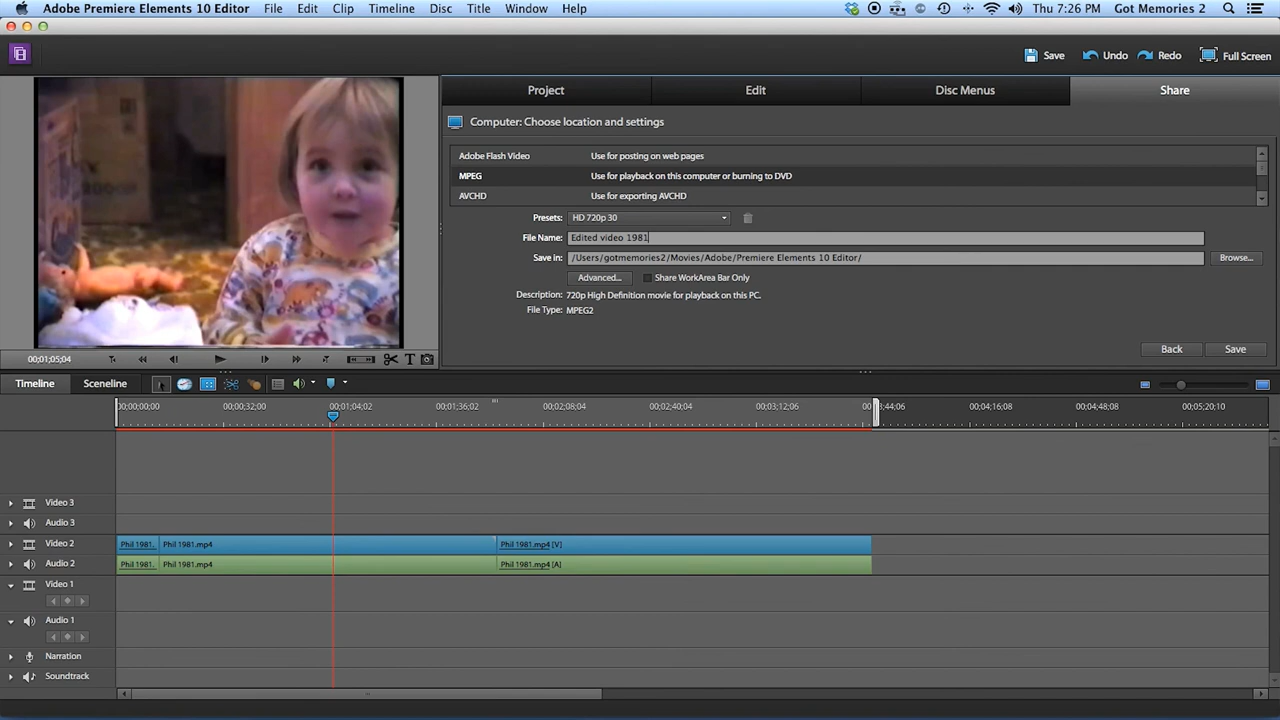 Adobe Premiere Elements 10 Editor File Edit Clip Timeline Disc Title Window Help Thu 7:26 PM Got Memories 2
Save Undo Redo Full Screen
Project Edit Disc Menus Share
Computer: Choose location and settings
Adobe Flash Video Use for posting on web pages
MPEG Use for playback on this computer or burning to DVD
AVCHD Use for exporting AVCHD
Presets: HD 720p 30
File Name: Edited video 1981
Save in: /Users/gotmemories2/Movies/Adobe/Premiere Elements 10 Editor/ Browse...
Advanced... Share WorkArea Bar Only
Description: 720p High Definition movie for playback on this PC.
File Type: MPEG2
Back Save
00;01;05;04 T
Timeline Sceneline
00;00;00;00 00;00;32;00 00;01;04;02 00;01;36;02 00;02;08;04 00;02;40;04 00;03;12;06 00;03;44;06 00;04;16;08 00;04;48;08 00;05;20;10
Video 3
Audio 3
Video 2 Phil 1981. Phil 1981.mp4 Phil 1981.mp4 [V]
Audio 2 Phil 1981. Phil 1981.mp4 Phil 1981.mp4 [A]
Video 1
Audio 1
Narration
Soundtrack